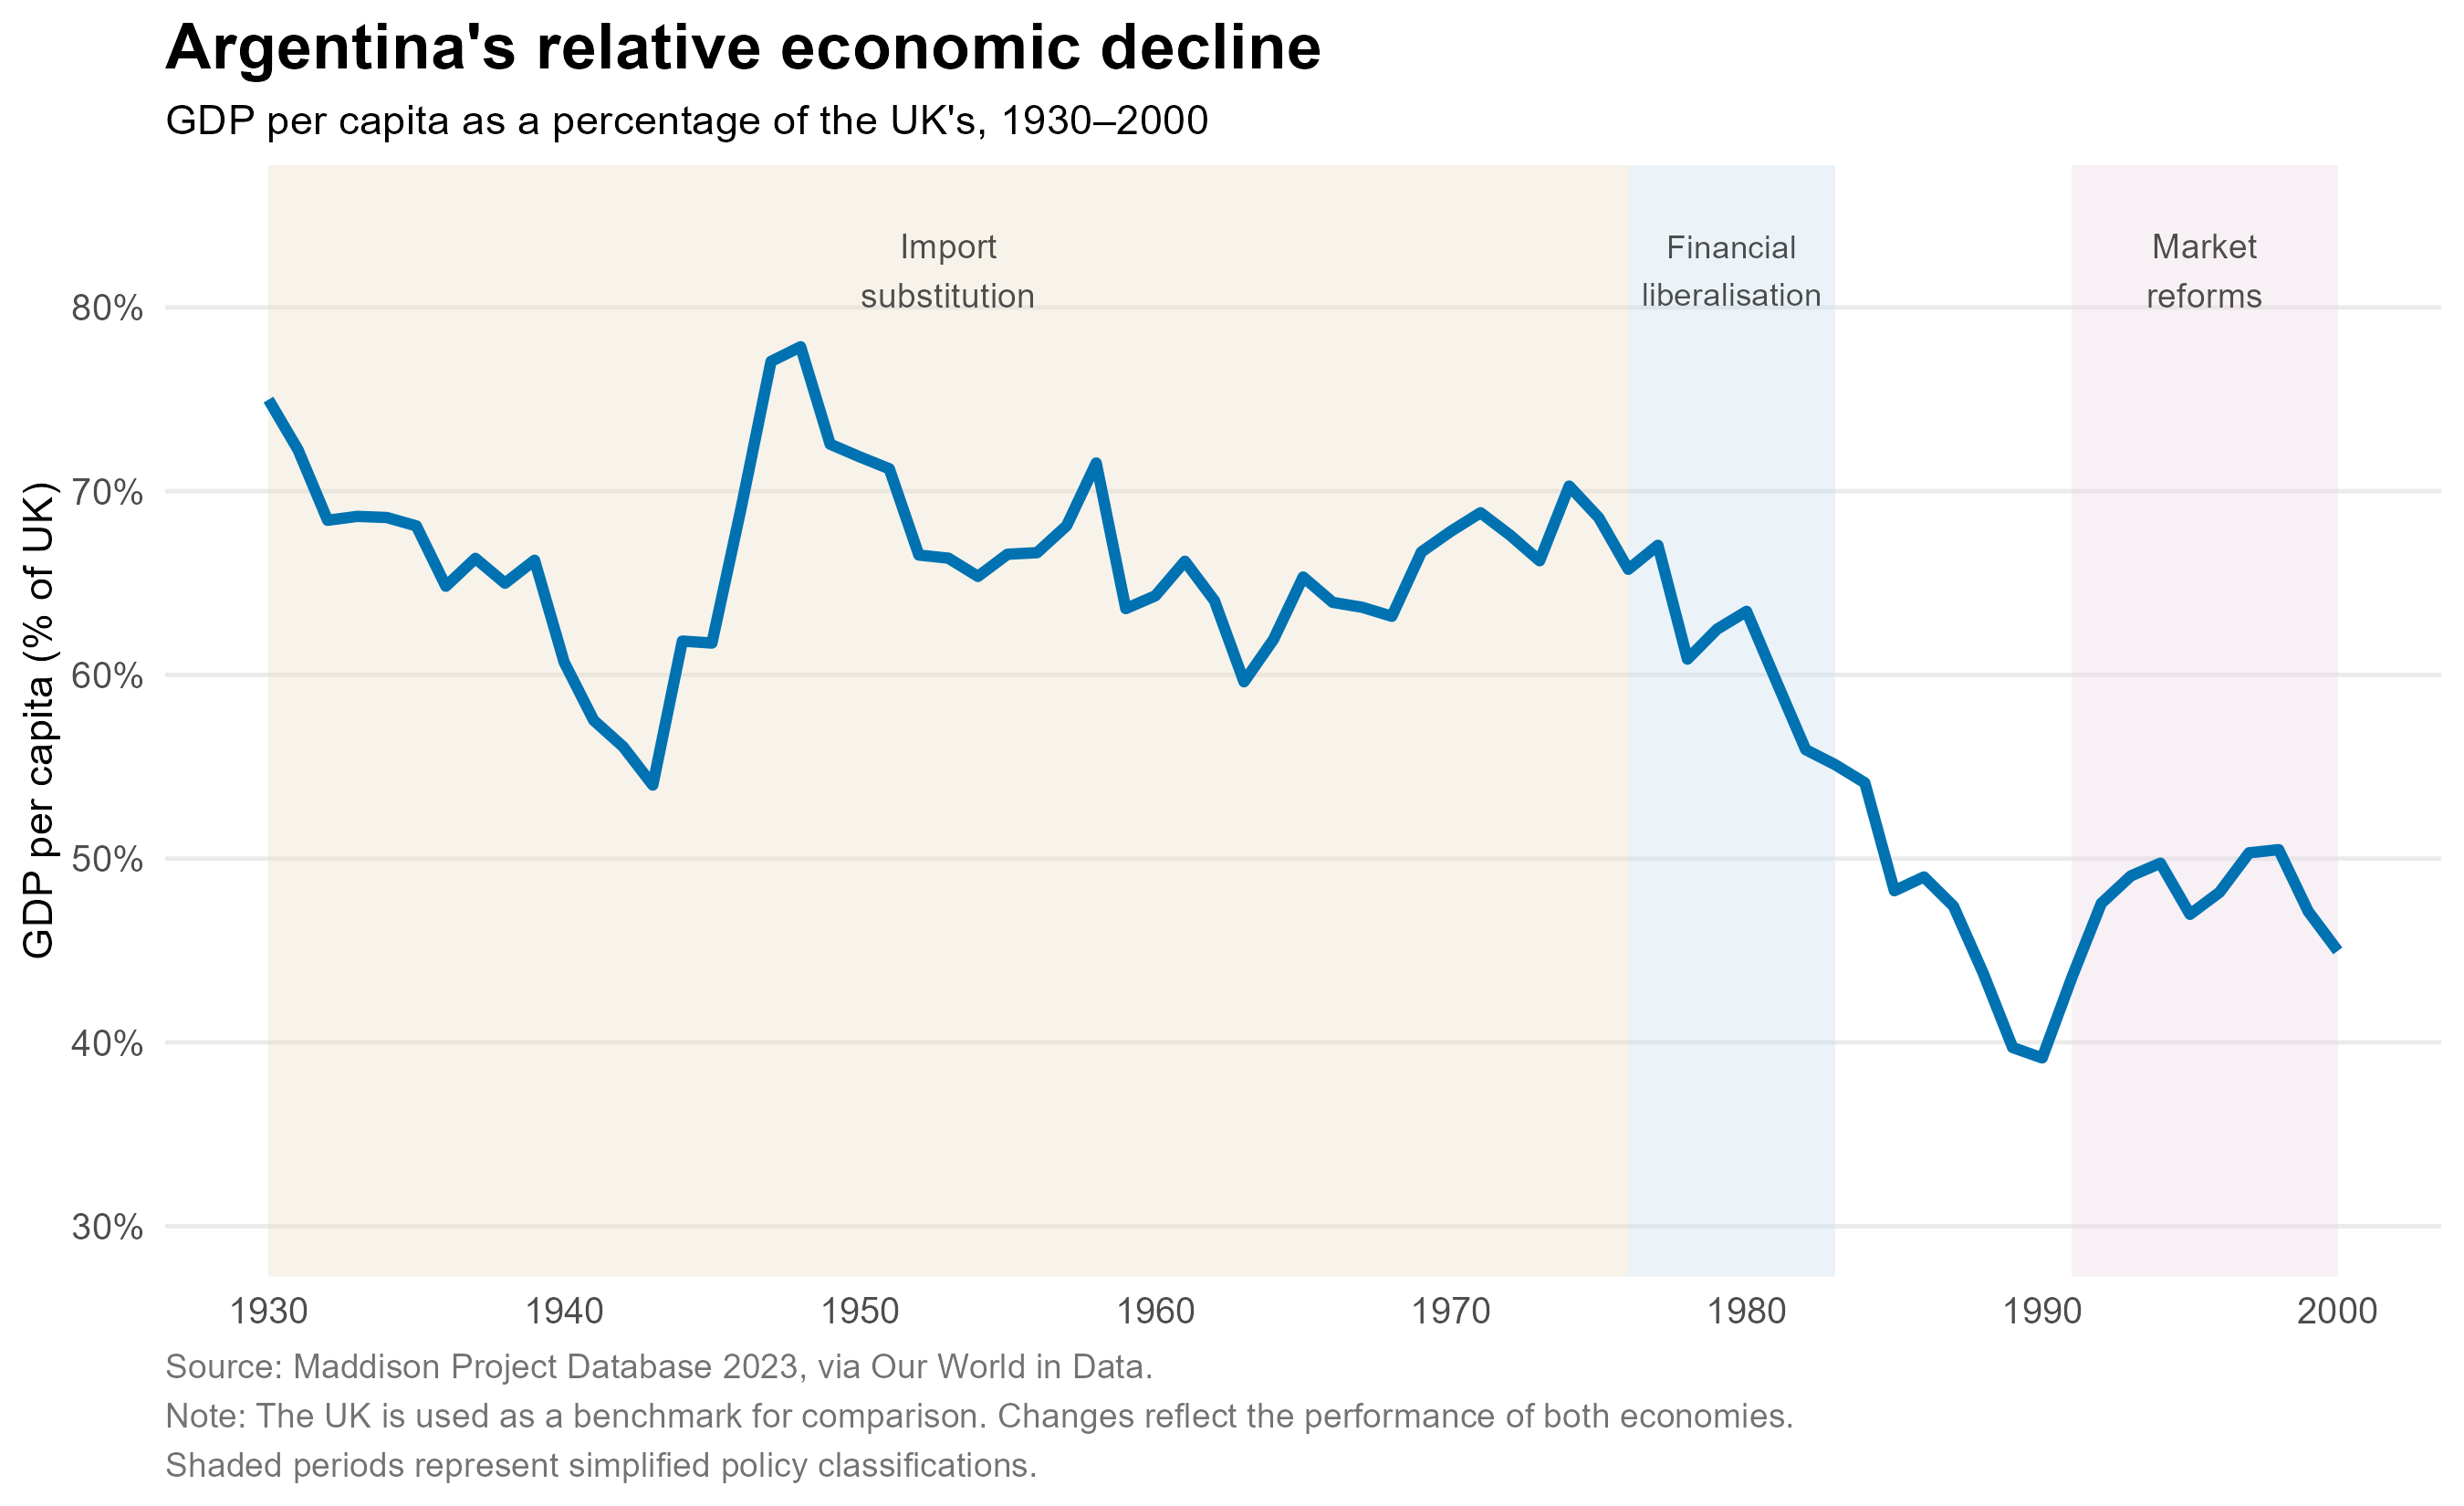 Argentina's relative economic decline
GDP per capita as a percentage of the UK's, 1930–2000
Import
substitution
Financial
liberalisation
Market
reforms
GDP per capita (% of UK)
80%
70%
60%
50%
40%
30%
1930 1940 1950 1960 1970 1980 1990 2000
Source: Maddison Project Database 2023, via Our World in Data.
Note: The UK is used as a benchmark for comparison. Changes reflect the performance of both economies.
Shaded periods represent simplified policy classifications.